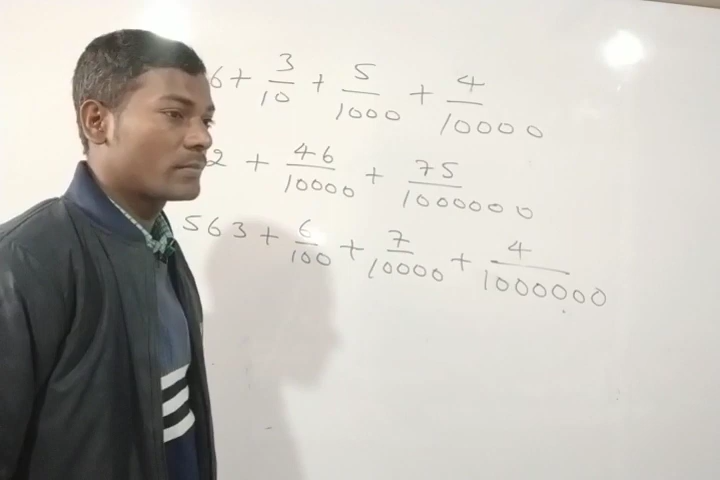 6 + 3/10 + 5/1000 + 4/10000
2 + 46/10000 + 75/1000000
563 + 6/100 + 7/10000 + 4/1000000